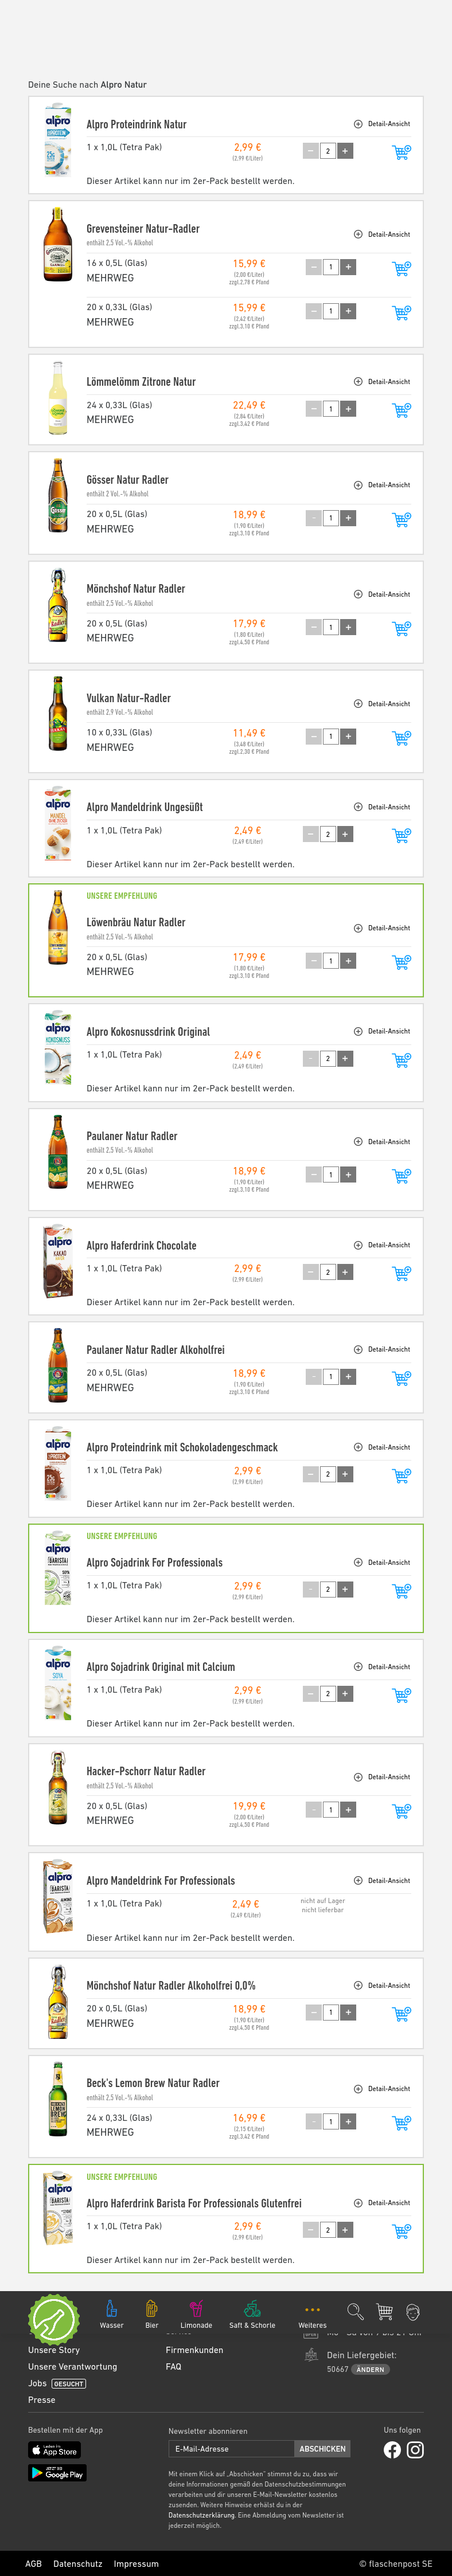 Deine Suche nach Alpro Natur
Alpro Proteindrink Natur
Detail-Ansicht
1 x 1,0L (Tetra Pak)
2,99 €
(2,99 €/Liter)
2
Dieser Artikel kann nur im 2er-Pack bestellt werden.
Grevensteiner Natur-Radler
enthält 2.5 Vol.-% Alkohol
Detail-Ansicht
16 x 0,5L (Glas)
15,99 €
1
MEHRWEG
(2,00 €/Liter)
zzgl.2.78 € Pfand
20 x 0,33L (Glas)
15,99 €
1
MEHRWEG
(2,42 €/Liter)
zzgl.3.10 € Pfand
Lömmelömm Zitrone Natur
Detail-Ansicht
24 x 0,33L (Glas)
22,49 €
1
MEHRWEG
(2,84 €/Liter)
zzgl.3.42 € Pfand
Gösser Natur Radler
enthält 2 Vol.-% Alkohol
Detail-Ansicht
20 x 0,5L (Glas)
18,99 €
1
MEHRWEG
(1,90 €/Liter)
zzgl.3.10 € Pfand
Mönchshof Natur Radler
enthält 2.5 Vol.-% Alkohol
Detail-Ansicht
20 x 0,5L (Glas)
17,99 €
1
MEHRWEG
(1,80 €/Liter)
zzgl.4.50 € Pfand
Vulkan Natur-Radler
enthält 2.9 Vol.-% Alkohol
Detail-Ansicht
10 x 0,33L (Glas)
11,49 €
1
MEHRWEG
(3,48 €/Liter)
zzgl.2.30 € Pfand
Alpro Mandeldrink Ungesüßt
Detail-Ansicht
1 x 1,0L (Tetra Pak)
2,49 €
(2,49 €/Liter)
2
Dieser Artikel kann nur im 2er-Pack bestellt werden.
UNSERE EMPFEHLUNG
Löwenbräu Natur Radler
enthält 2.5 Vol.-% Alkohol
Detail-Ansicht
20 x 0,5L (Glas)
17,99 €
1
MEHRWEG
(1,80 €/Liter)
zzgl.3.10 € Pfand
Alpro Kokosnussdrink Original
Detail-Ansicht
1 x 1,0L (Tetra Pak)
2,49 €
(2,49 €/Liter)
2
Dieser Artikel kann nur im 2er-Pack bestellt werden.
Paulaner Natur Radler
enthält 2.5 Vol.-% Alkohol
Detail-Ansicht
20 x 0,5L (Glas)
18,99 €
1
MEHRWEG
(1,90 €/Liter)
zzgl.3.10 € Pfand
Alpro Haferdrink Chocolate
Detail-Ansicht
1 x 1,0L (Tetra Pak)
2,99 €
(2,99 €/Liter)
2
Dieser Artikel kann nur im 2er-Pack bestellt werden.
Paulaner Natur Radler Alkoholfrei
Detail-Ansicht
20 x 0,5L (Glas)
18,99 €
1
MEHRWEG
(1,90 €/Liter)
zzgl.3.10 € Pfand
Alpro Proteindrink mit Schokoladengeschmack
Detail-Ansicht
1 x 1,0L (Tetra Pak)
2,99 €
(2,99 €/Liter)
2
Dieser Artikel kann nur im 2er-Pack bestellt werden.
UNSERE EMPFEHLUNG
Alpro Sojadrink For Professionals
Detail-Ansicht
1 x 1,0L (Tetra Pak)
2,99 €
(2,99 €/Liter)
2
Dieser Artikel kann nur im 2er-Pack bestellt werden.
Alpro Sojadrink Original mit Calcium
Detail-Ansicht
1 x 1,0L (Tetra Pak)
2,99 €
(2,99 €/Liter)
2
Dieser Artikel kann nur im 2er-Pack bestellt werden.
Hacker-Pschorr Natur Radler
enthält 2.5 Vol.-% Alkohol
Detail-Ansicht
20 x 0,5L (Glas)
19,99 €
1
MEHRWEG
(2,00 €/Liter)
zzgl.4.50 € Pfand
Alpro Mandeldrink For Professionals
Detail-Ansicht
1 x 1,0L (Tetra Pak)
2,49 €
(2.49 €/Liter)
nicht auf Lager
nicht lieferbar
Dieser Artikel kann nur im 2er-Pack bestellt werden.
Mönchshof Natur Radler Alkoholfrei 0,0%
Detail-Ansicht
20 x 0,5L (Glas)
18,99 €
1
MEHRWEG
(1,90 €/Liter)
zzgl.4.50 € Pfand
Beck's Lemon Brew Natur Radler
enthält 2.5 Vol.-% Alkohol
Detail-Ansicht
24 x 0,33L (Glas)
16,99 €
1
MEHRWEG
(2,15 €/Liter)
zzgl.3.42 € Pfand
UNSERE EMPFEHLUNG
Alpro Haferdrink Barista For Professionals Glutenfrei
Detail-Ansicht
1 x 1,0L (Tetra Pak)
2,99 €
(2,99 €/Liter)
2
Dieser Artikel kann nur im 2er-Pack bestellt werden.
Wasser
Bier
Limonade
Saft & Schorle
Weiteres
Unsere Story
Firmenkunden
Dein Liefergebiet:
Unsere Verantwortung
FAQ
50667 ÄNDERN
Jobs GESUCHT
Presse
Bestellen mit der App
Newsletter abonnieren
Uns folgen
Laden im
App Store
JETZT BEI
Google Play
E-Mail-Adresse
ABSCHICKEN
Mit einem Klick auf „Abschicken“ stimmst du zu, dass wir
deine Informationen gemäß den Datenschutzbestimmungen
verarbeiten und dir unseren E-Mail-Newsletter kostenlos
zusenden. Weitere Hinweise erhälst du in der
Datenschutzerklärung. Eine Abmeldung vom Newsletter ist
jederzeit möglich.
AGB
Datenschutz
Impressum
© flaschenpost SE